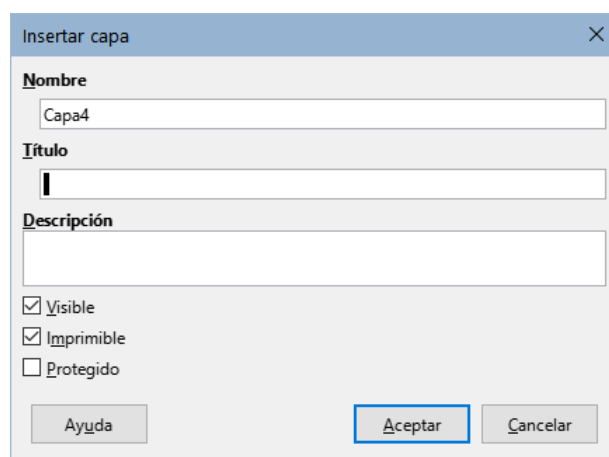 Insertar capa
Nombre
Capa4
Título
Descripción
Visible
Imprimible
Protegido
Ayuda Aceptar Cancelar